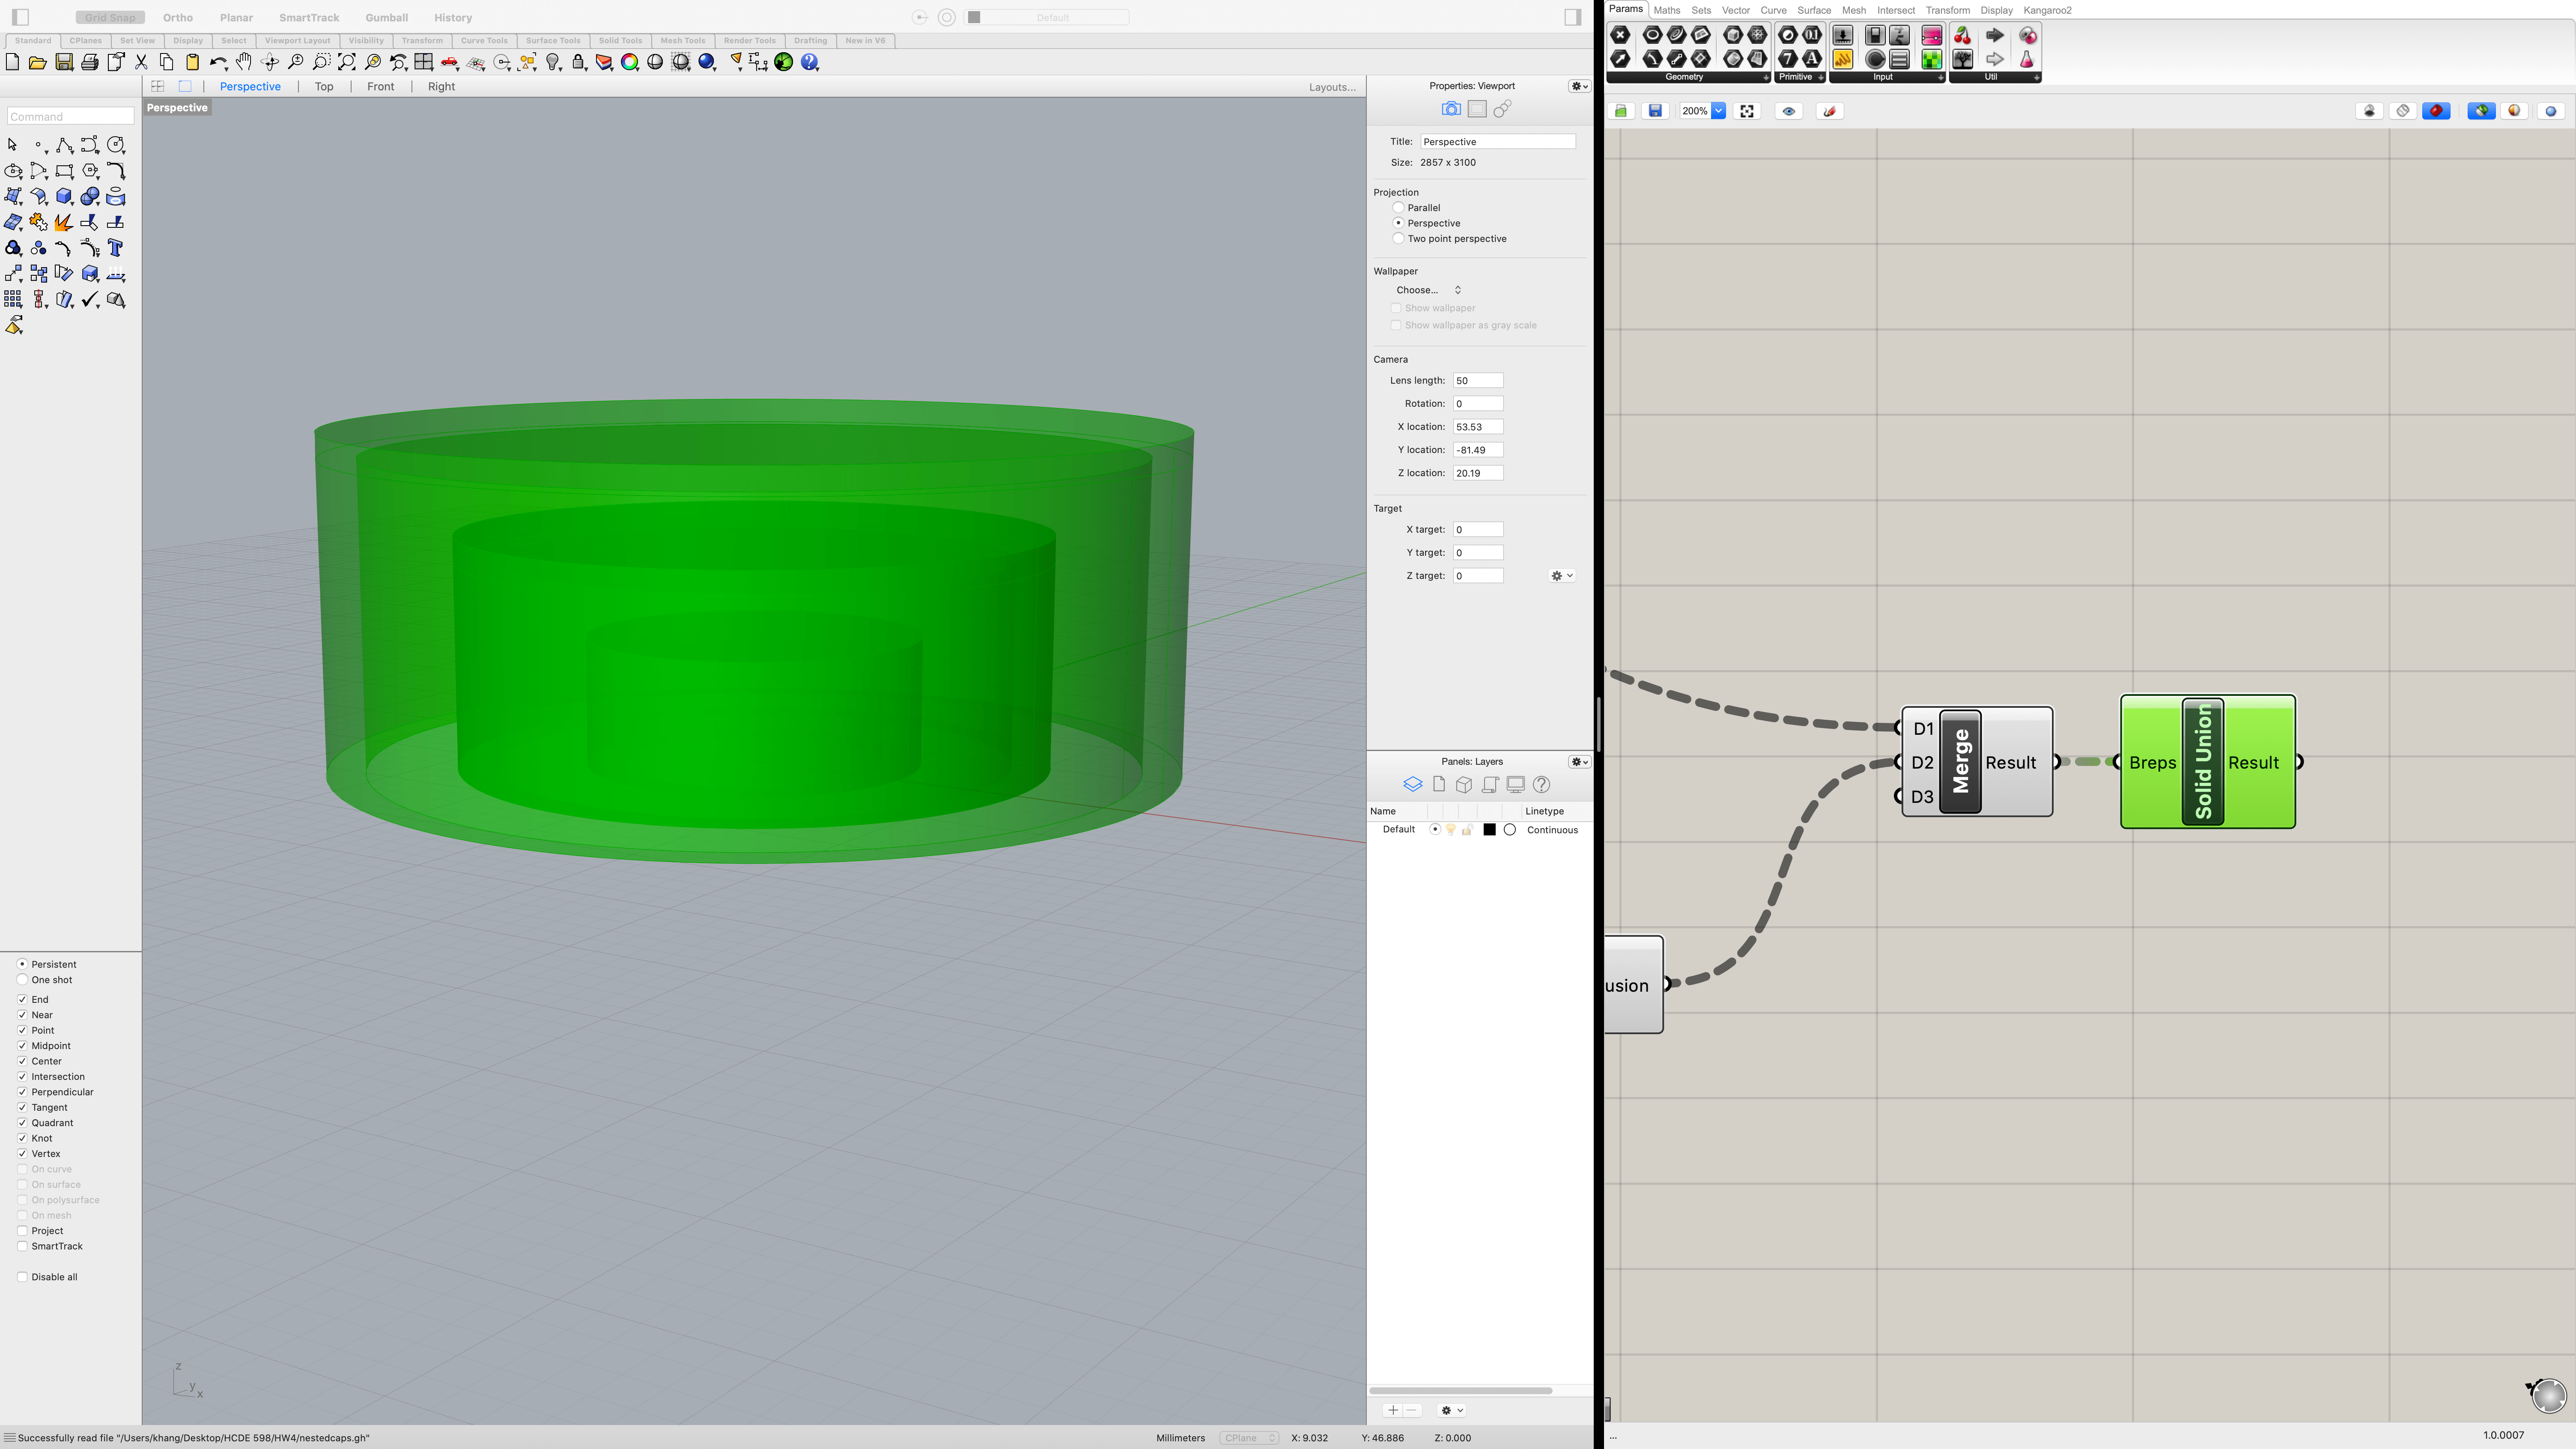 Grid Snap Ortho Planar SmartTrack Gumball History Default
Standard CPlanes Set View Display Select Viewport Layout Visibility Transform Curve Tools Surface Tools Solid Tools Mesh Tools Render Tools Drafting New in V6
Perspective Top Front Right Layouts...
Perspective
Command
Persistent
One shot
End
Near
Point
Midpoint
Center
Intersection
Perpendicular
Tangent
Quadrant
Knot
Vertex
On curve
On surface
On polysurface
On mesh
Project
SmartTrack
Disable all
z
y
x
Properties: Viewport
Title: Perspective
Size: 2857 x 3100
Projection
Parallel
Perspective
Two point perspective
Wallpaper
Choose...
Show wallpaper
Show wallpaper as gray scale
Camera
Lens length: 50
Rotation: 0
X location: 53.53
Y location: -81.49
Z location: 20.19
Target
X target: 0
Y target: 0
Z target: 0
Panels: Layers
Name Linetype
Default Continuous
Successfully read file "/Users/khang/Desktop/HCDE 598/HW4/nestedcaps.gh" Millimeters CPlane X: 9.032 Y: 46.886 Z: 0.000
Params Maths Sets Vector Curve Surface Mesh Intersect Transform Display Kangaroo2
Geometry Primitive Input Util
200%
D1
D2
D3
Merge
Result
Breps
Solid Union
Result
usion
...
1.0.0007